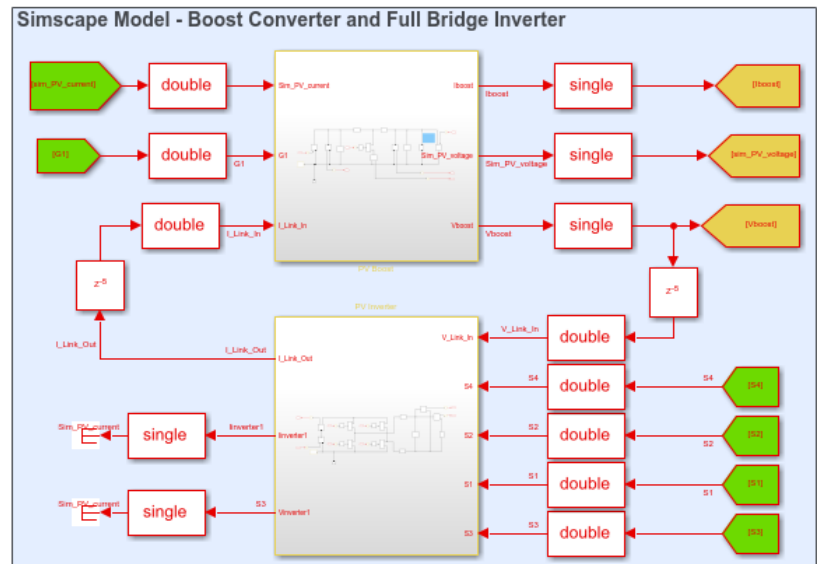 Simscape Model - Boost Converter and Full Bridge Inverter
[sim_PV_current]
double
Sim_PV_current
Iboost
Iboost
single
[Iboost]
[G1]
double
G1
G1
Sim_PV_voltage
Sim_PV_voltage
single
[sim_PV_voltage]
double
I_Link_In
I_Link_In
Vboost
Vboost
single
[Vboost]
z-5
z-5
PV Boost
PV Inverter
I_Link_Out
I_Link_Out
I_Link_Out
V_Link_In
V_Link_In
double
S4
S4
double
S4
[S4]
Sim_PV_current
single
Iinverter1
Iinverter1
S2
S2
double
S2
[S2]
S1
S1
double
S1
[S1]
Sim_PV_current
single
S3
Vinverter1
S3
S3
double
[S3]